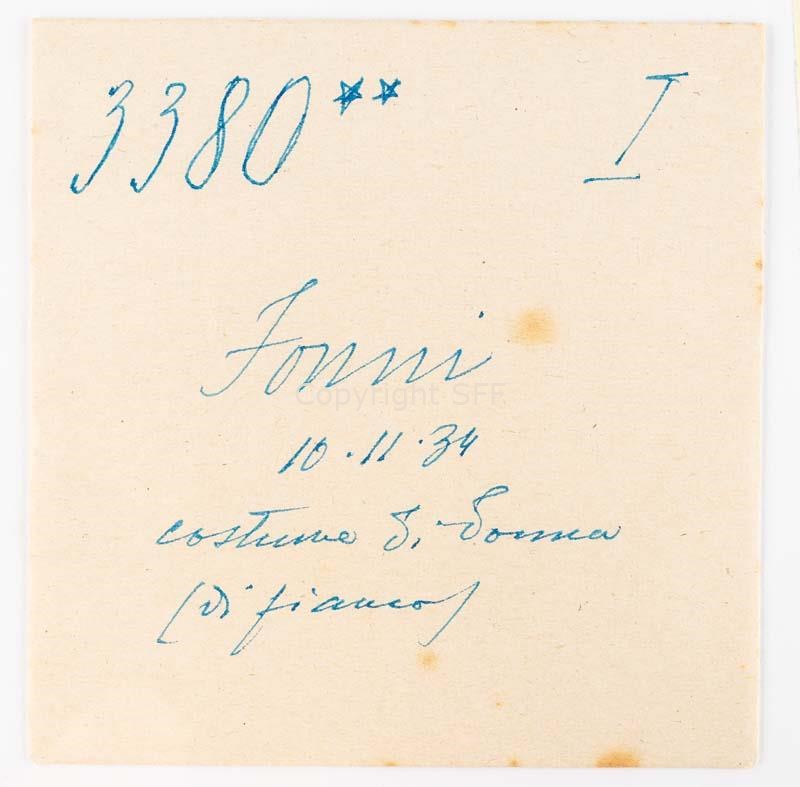 3380** I
Fonni
Copyright SFF
10.11.34
costume di donna
(di fianco)